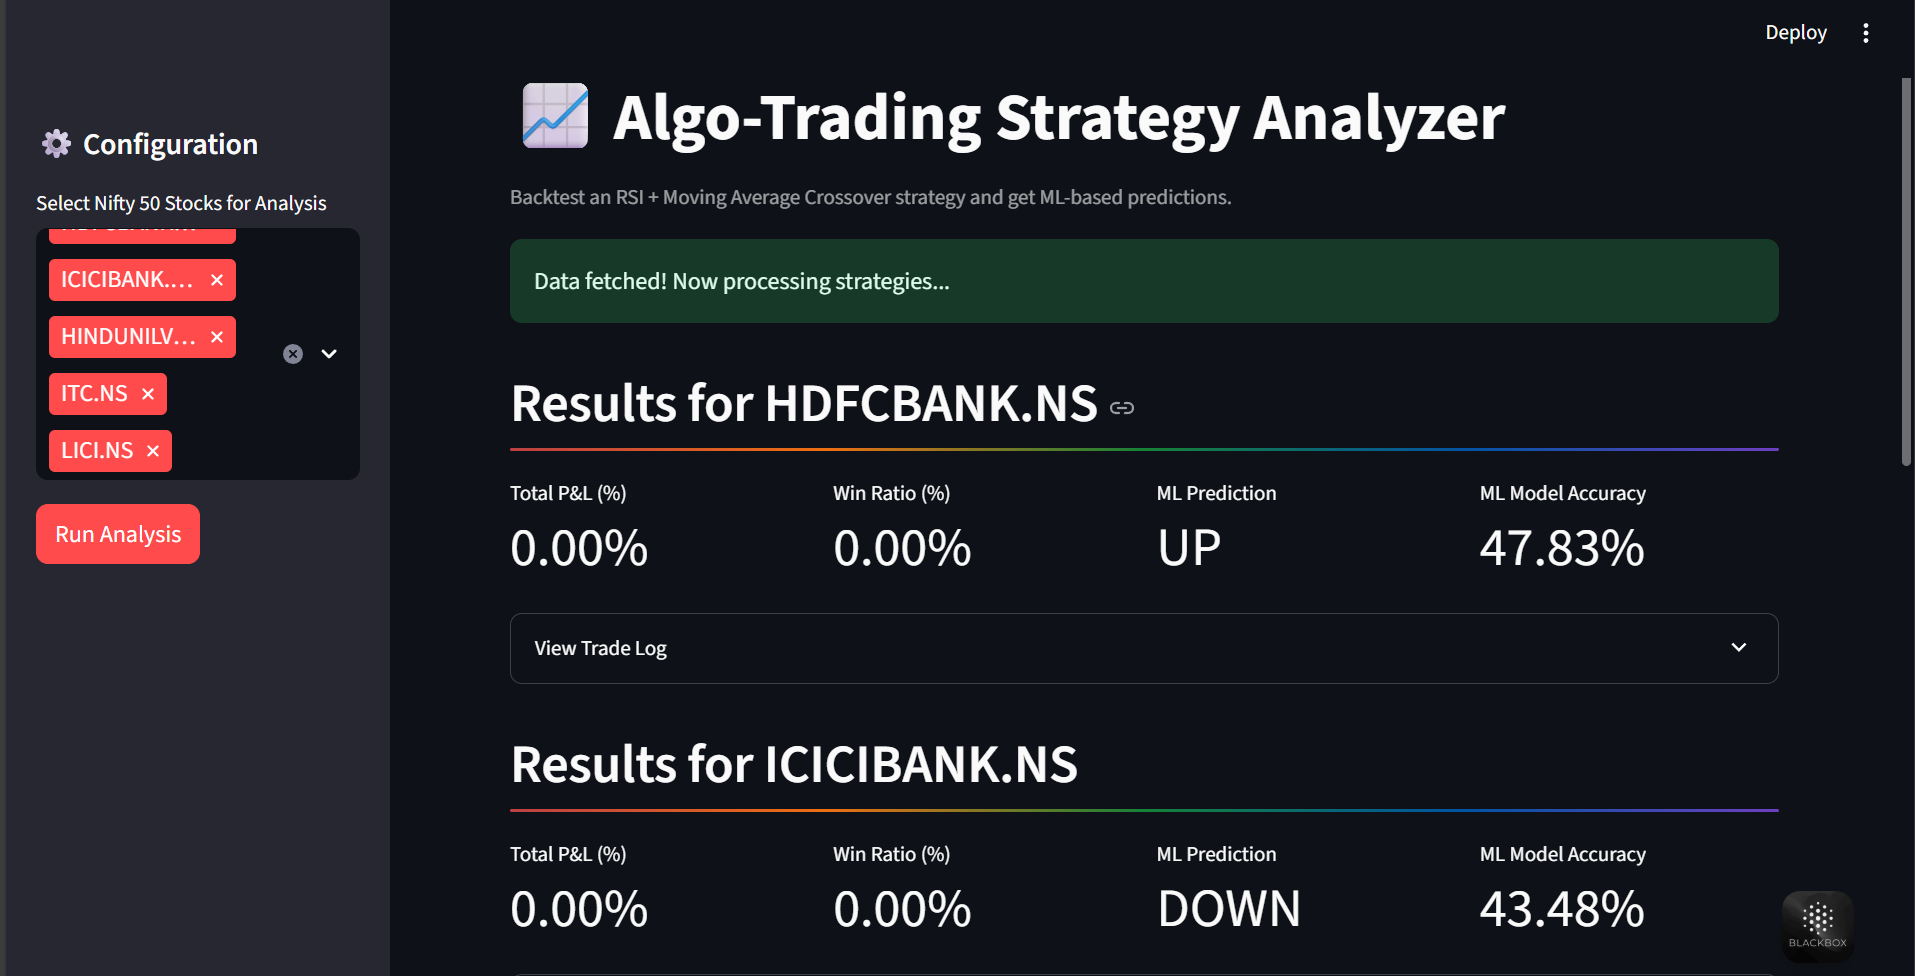 Deploy
Configuration
Select Nifty 50 Stocks for Analysis
ICICIBANK....
HINDUNILV...
ITC.NS
LICI.NS
Run Analysis
Algo-Trading Strategy Analyzer
Backtest an RSI + Moving Average Crossover strategy and get ML-based predictions.
Data fetched! Now processing strategies...
Results for HDFCBANK.NS
Total P&L (%) Win Ratio (%) ML Prediction ML Model Accuracy
0.00% 0.00% UP 47.83%
View Trade Log
Results for ICICIBANK.NS
Total P&L (%) Win Ratio (%) ML Prediction ML Model Accuracy
0.00% 0.00% DOWN 43.48%
BLACKBOX